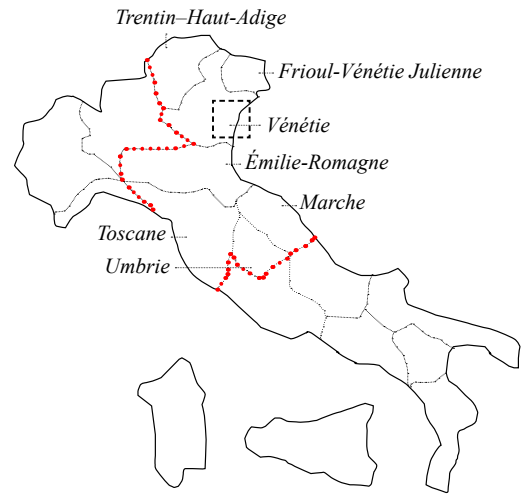 Trentin–Haut-Adige
Frioul-Vénétie Julienne
Vénétie
Émilie-Romagne
Marche
Toscane
Umbrie